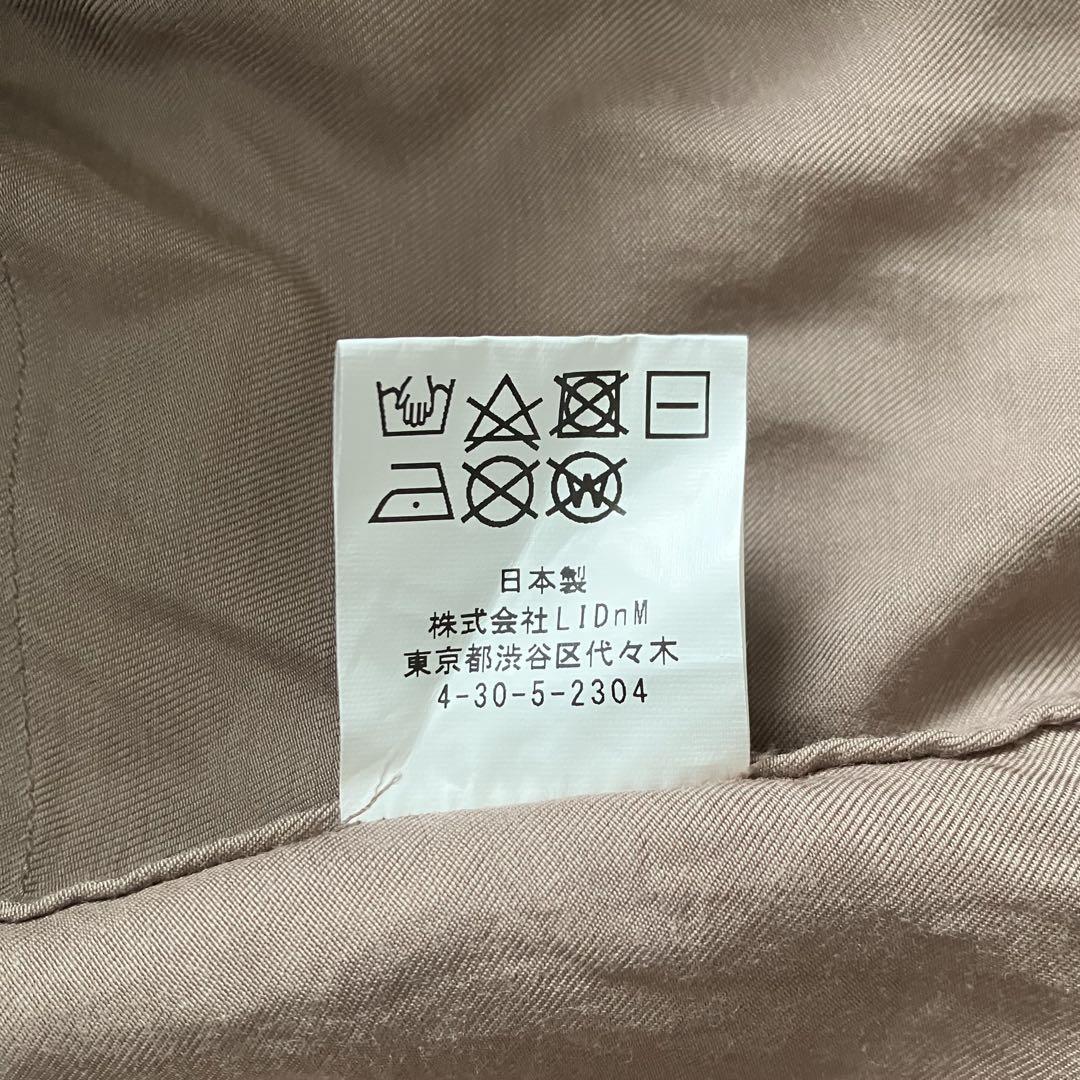 W
日本製
株式会社LIDnM
東京都渋谷区代々木
4-30-5-2304